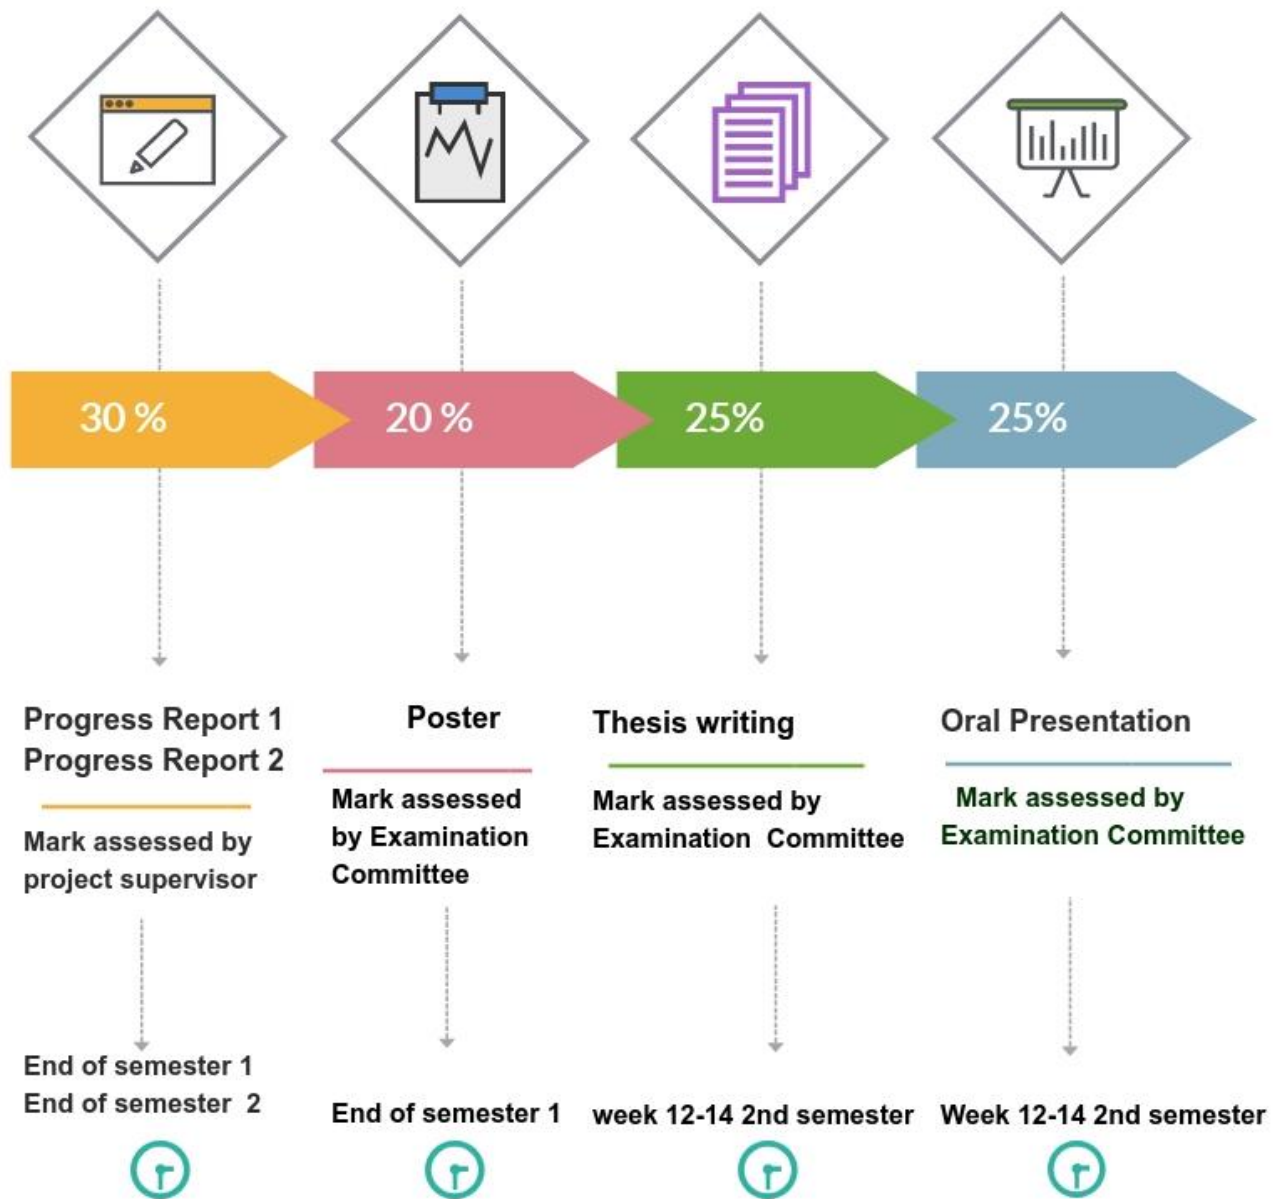 30 %
20 %
25%
25%
Progress Report 1
Progress Report 2
Mark assessed by
project supervisor
End of semester 1
End of semester 2
Poster
Mark assessed
by Examination
Committee
End of semester 1
Thesis writing
Mark assessed by
Examination Committee
week 12-14 2nd semester
Oral Presentation
Mark assessed by
Examination Committee
Week 12-14 2nd semester